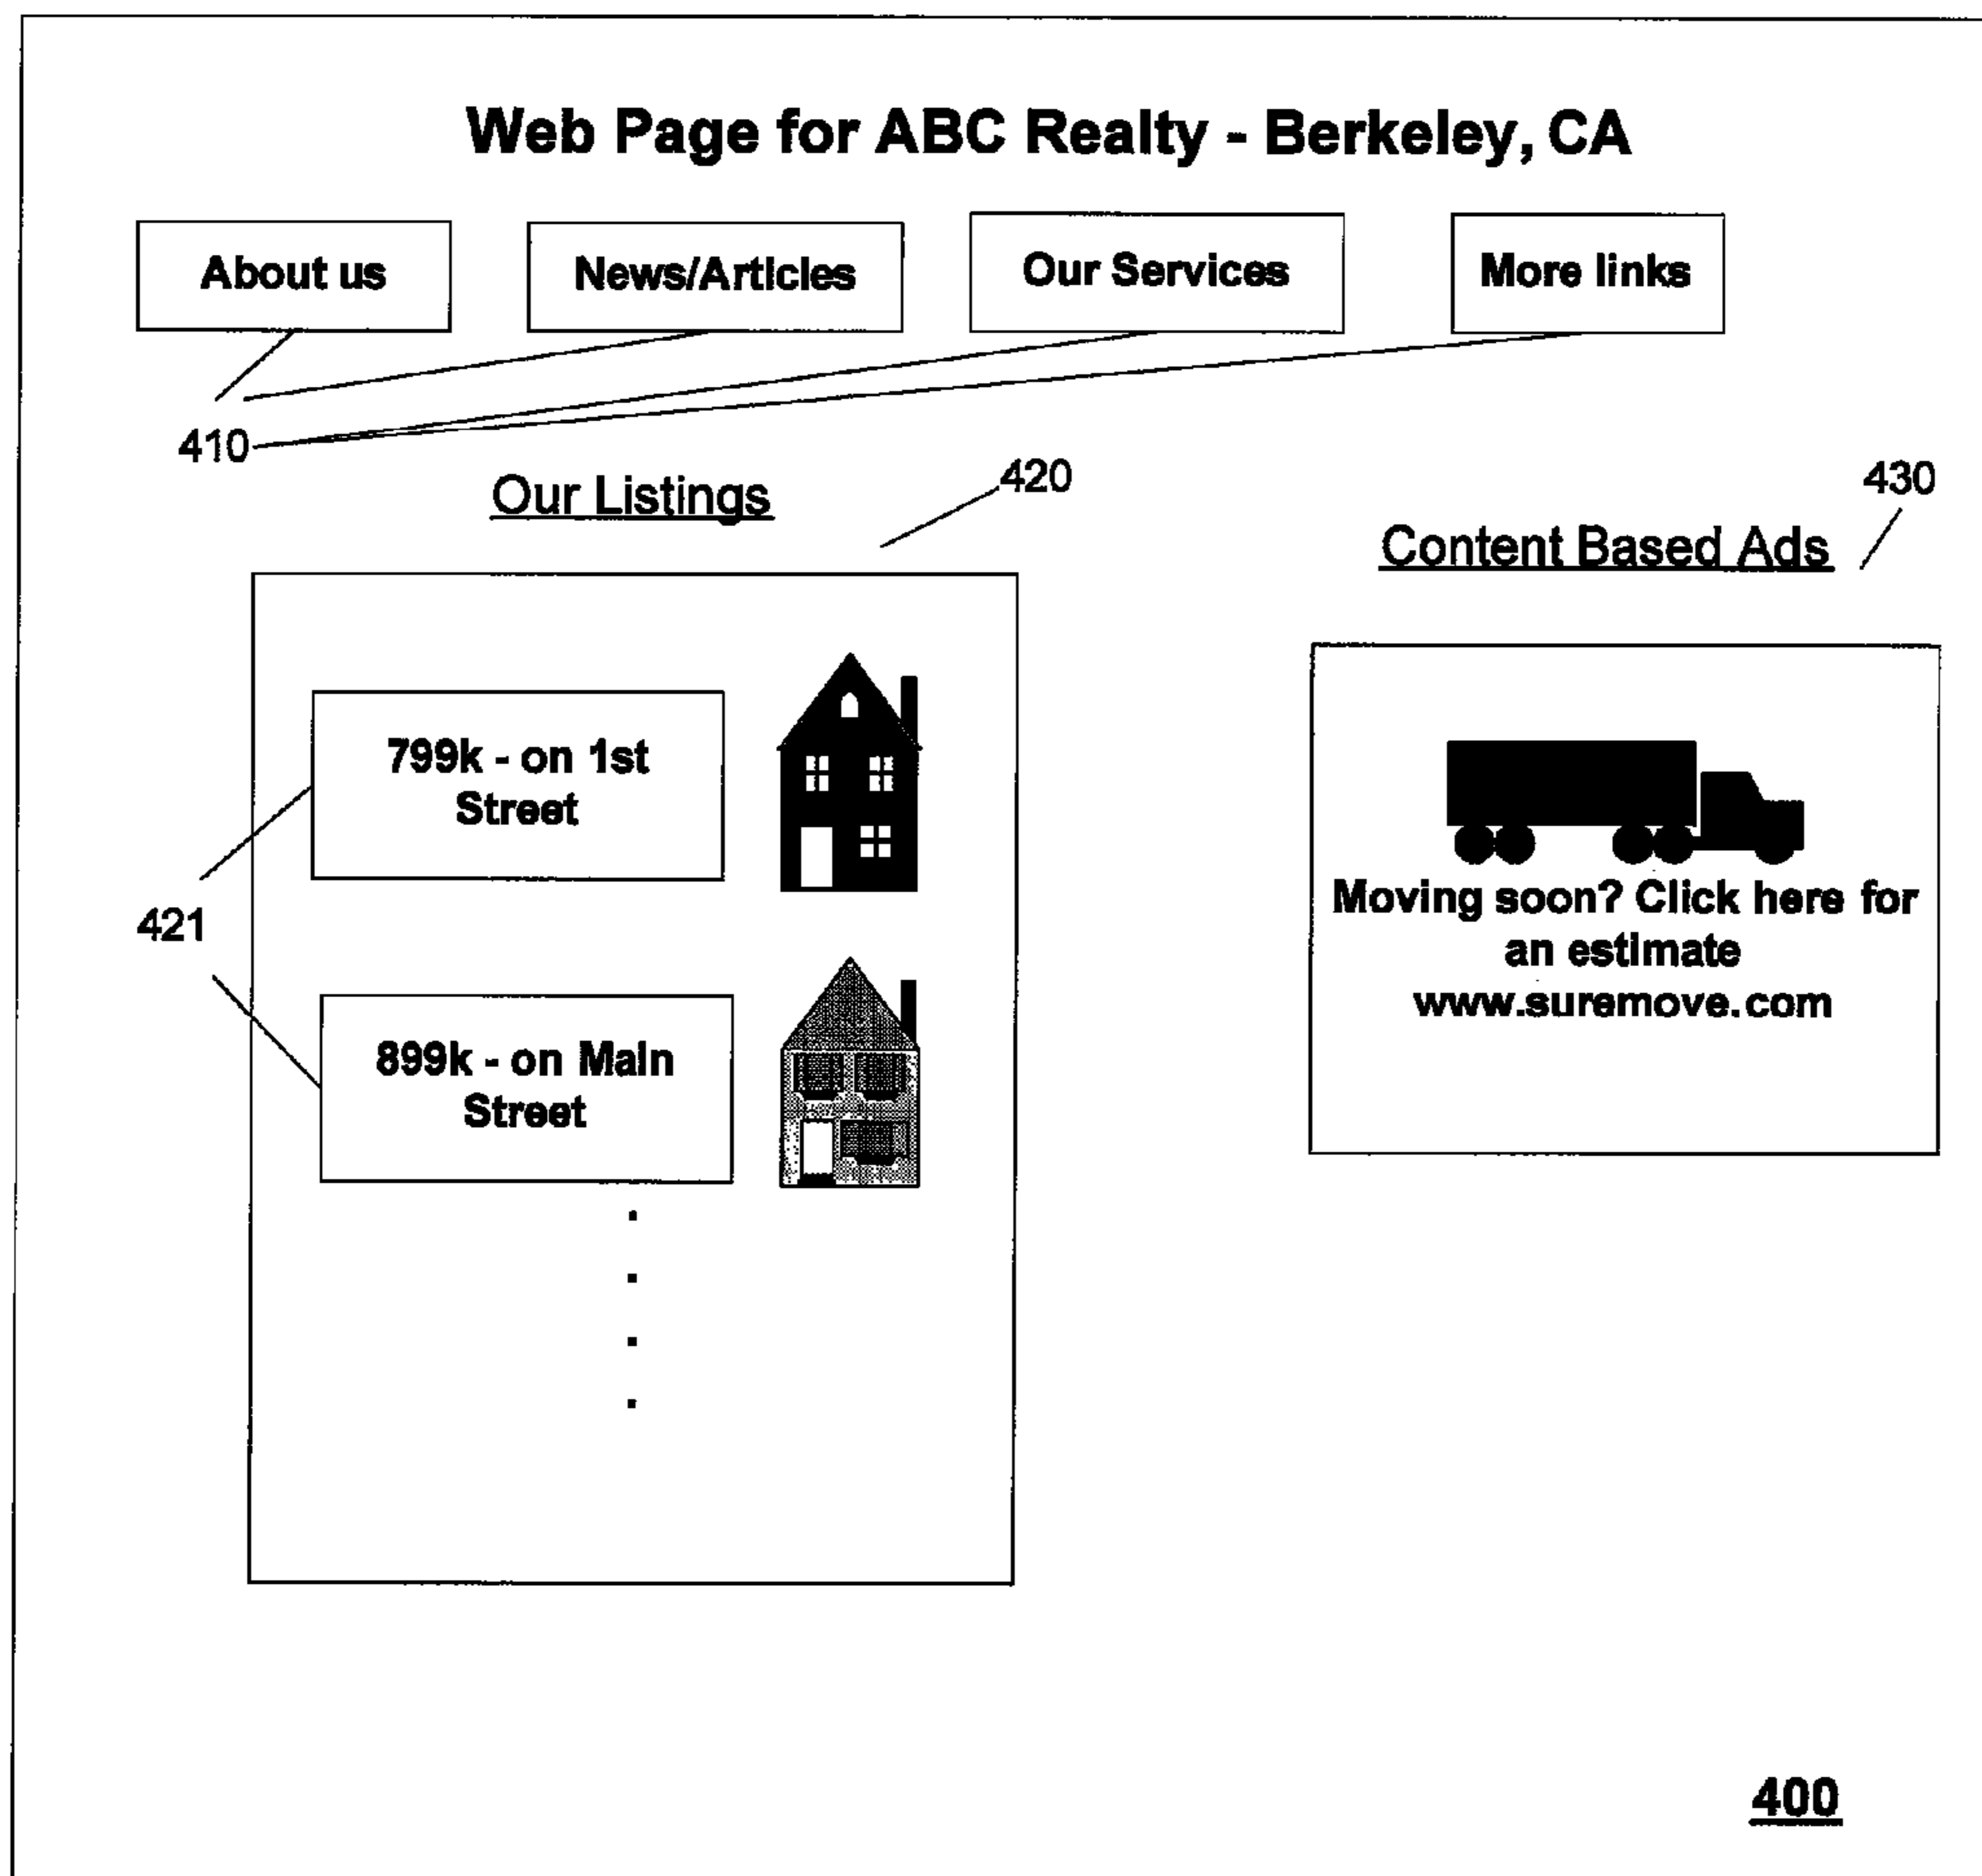 Web Page for ABC Realty - Berkeley, CA
About us
News/Articles
Our Services
More links
410
Our Listings
420
430
Content Based Ads
799k - on 1st
Street
421
899k - on Main
Street
Moving soon? Click here for
an estimate
www.suremove.com
400